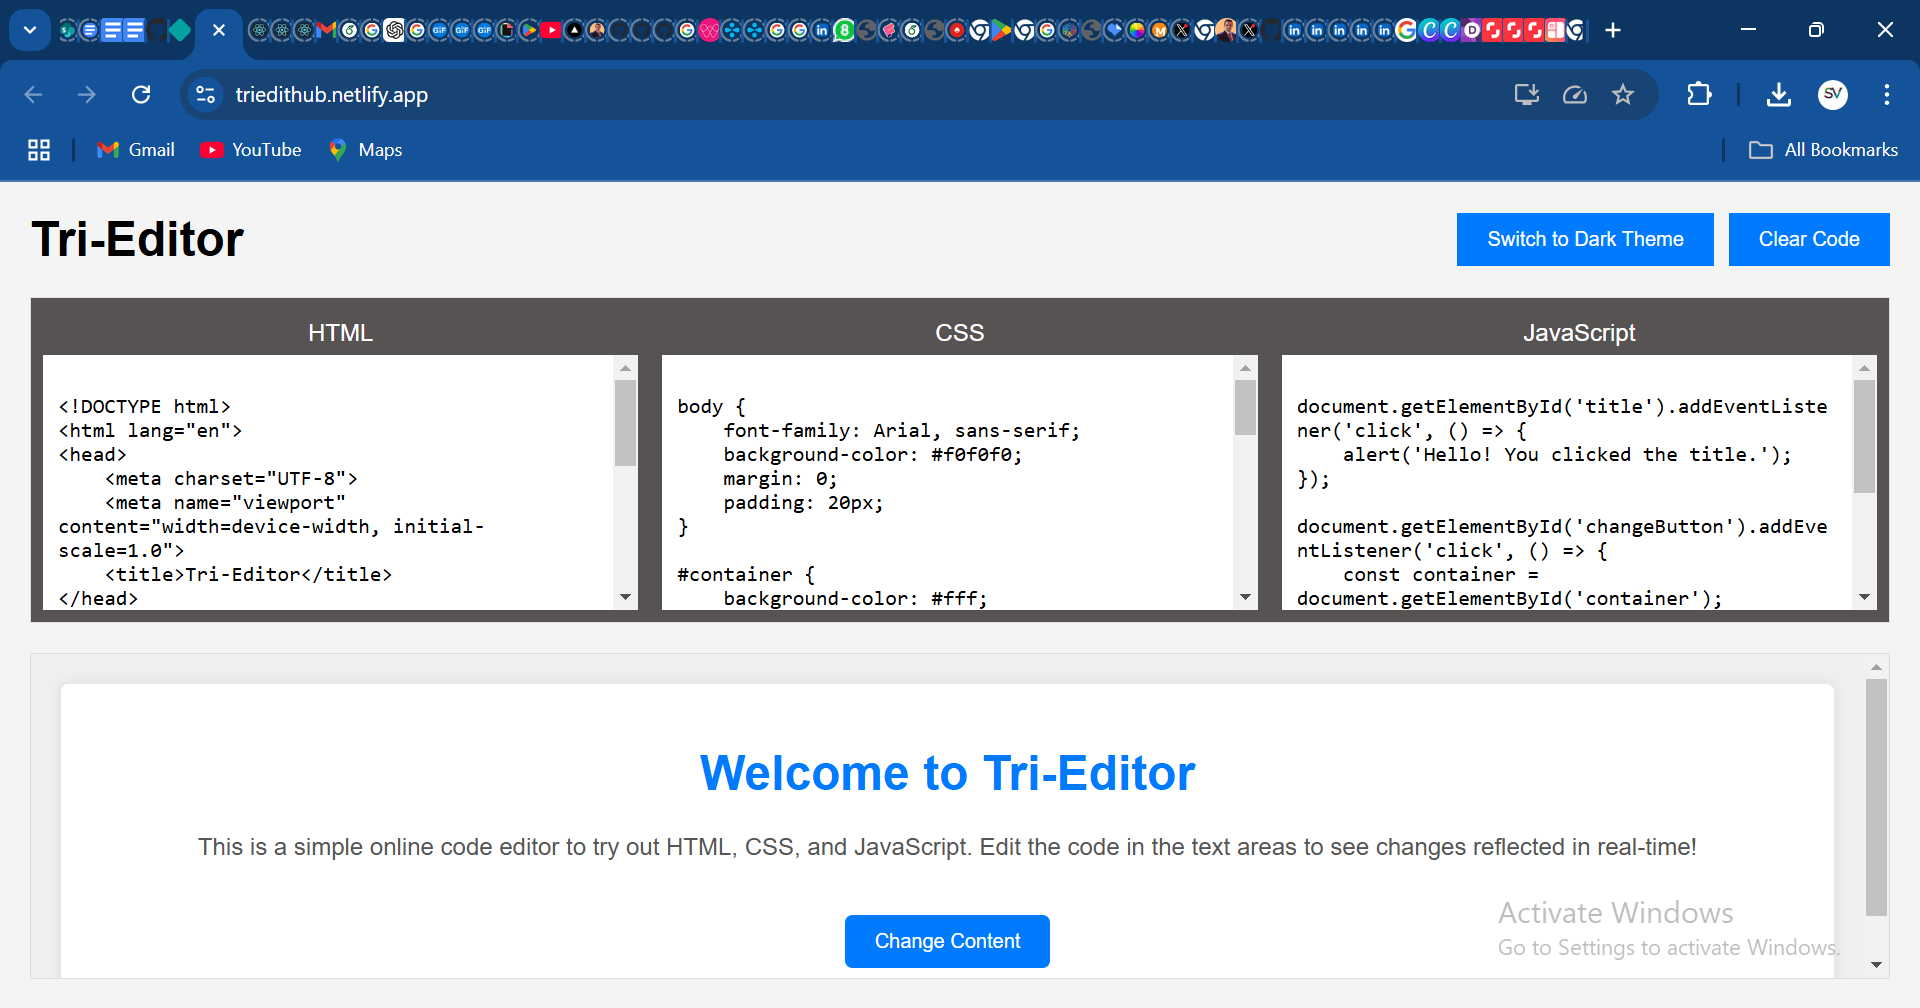 triedithub.netlify.app
SV
Gmail
YouTube
Maps
All Bookmarks
Tri-Editor
Switch to Dark Theme
Clear Code
HTML
<!DOCTYPE html>
<html lang="en">
<head>
<meta charset="UTF-8">
<meta name="viewport"
content="width=device-width, initial-
scale=1.0">
<title>Tri-Editor</title>
</head>
CSS
body {
font-family: Arial, sans-serif;
background-color: #f0f0f0;
margin: 0;
padding: 20px;
}
#container {
background-color: #fff;
JavaScript
document.getElementById('title').addEventListe
ner('click', () => {
alert('Hello! You clicked the title.');
});
document.getElementById('changeButton').addEve
ntListener('click', () => {
const container =
document.getElementById('container');
Welcome to Tri-Editor
This is a simple online code editor to try out HTML, CSS, and JavaScript. Edit the code in the text areas to see changes reflected in real-time!
Change Content
Activate Windows
Go to Settings to activate Windows.